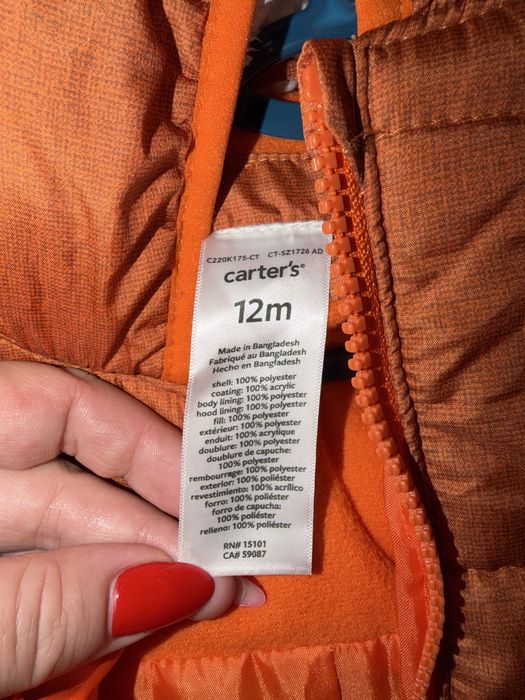 C220K175-CT CT-SZ1726 AD
carter's®
12m
Made in Bangladesh
Fabriqué au Bangladesh
Hecho en Bangladesh
shell: 100% polyester
coating: 100% acrylic
body lining: 100% polyester
hood lining: 100% polyester
fill: 100% polyester
extérieur: 100% polyester
enduit: 100% acrylique
doublure: 100% polyester
doublure de capuche:
100% polyester
rembourrage: 100% polyester
exterior: 100% poliéster
revestimiento: 100% acrílico
forro: 100% poliéster
forro de capucha:
100% poliéster
relleno: 100% poliéster
RN# 15101
CA# 59087